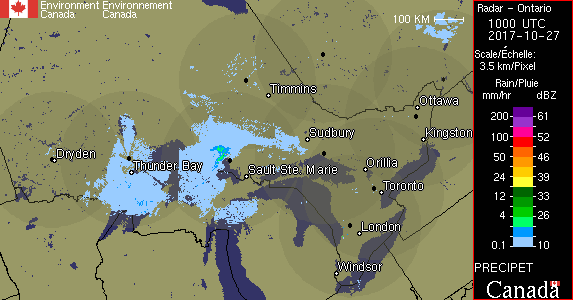 Environment Environnement
Canada Canada
100 KM
Timmins
Ottawa
Sudbury
Kingston
Dryden
Thunder Bay
Sault Ste. Marie
Orillia
Toronto
London
Windsor
Radar - Ontario
1000 UTC
2017-10-27
Scale/Échelle:
3.5 km/Pixel
Rain/Pluie
mm/hr dBZ
200 61
100 52
50 46
24 39
12 33
4 26
0.1 10
PRECIPET
Canada